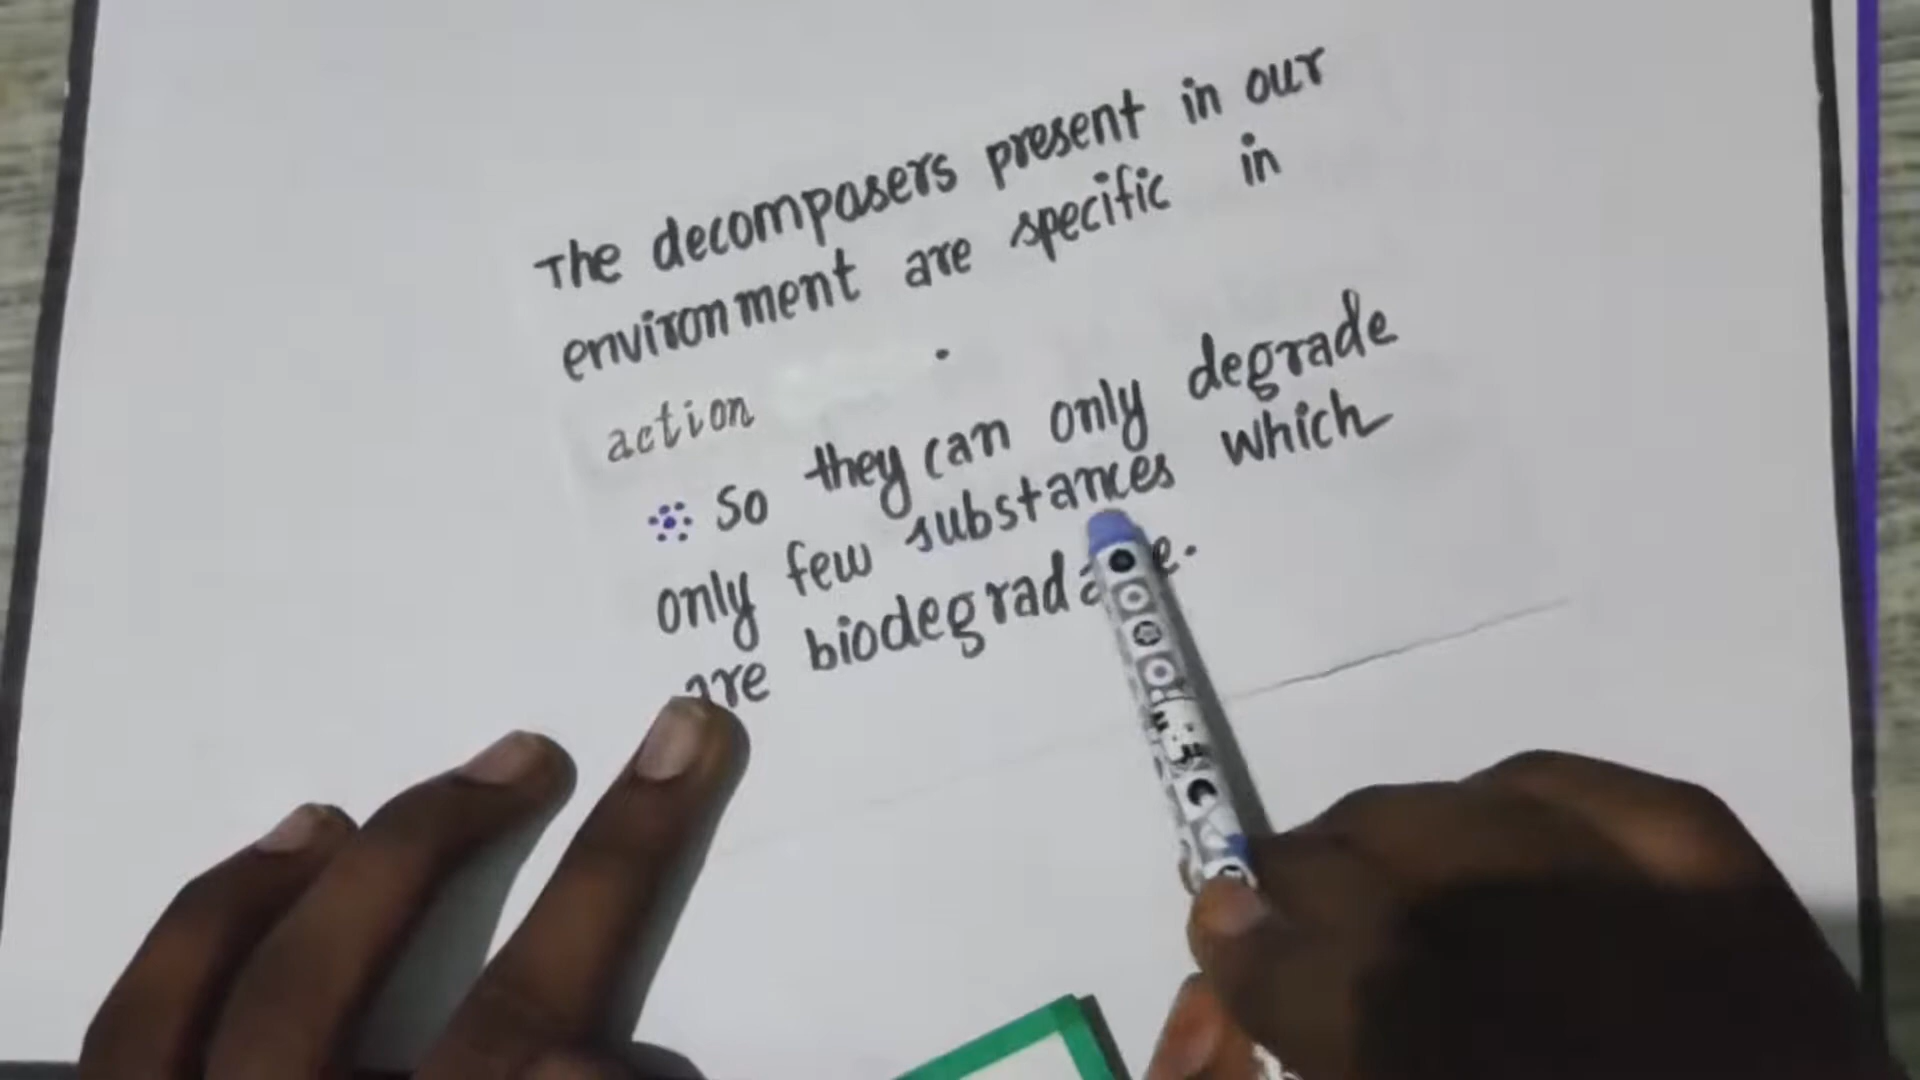 The decomposers present in our
environment are specific in
action .
So they can only degrade
only few substances which
are